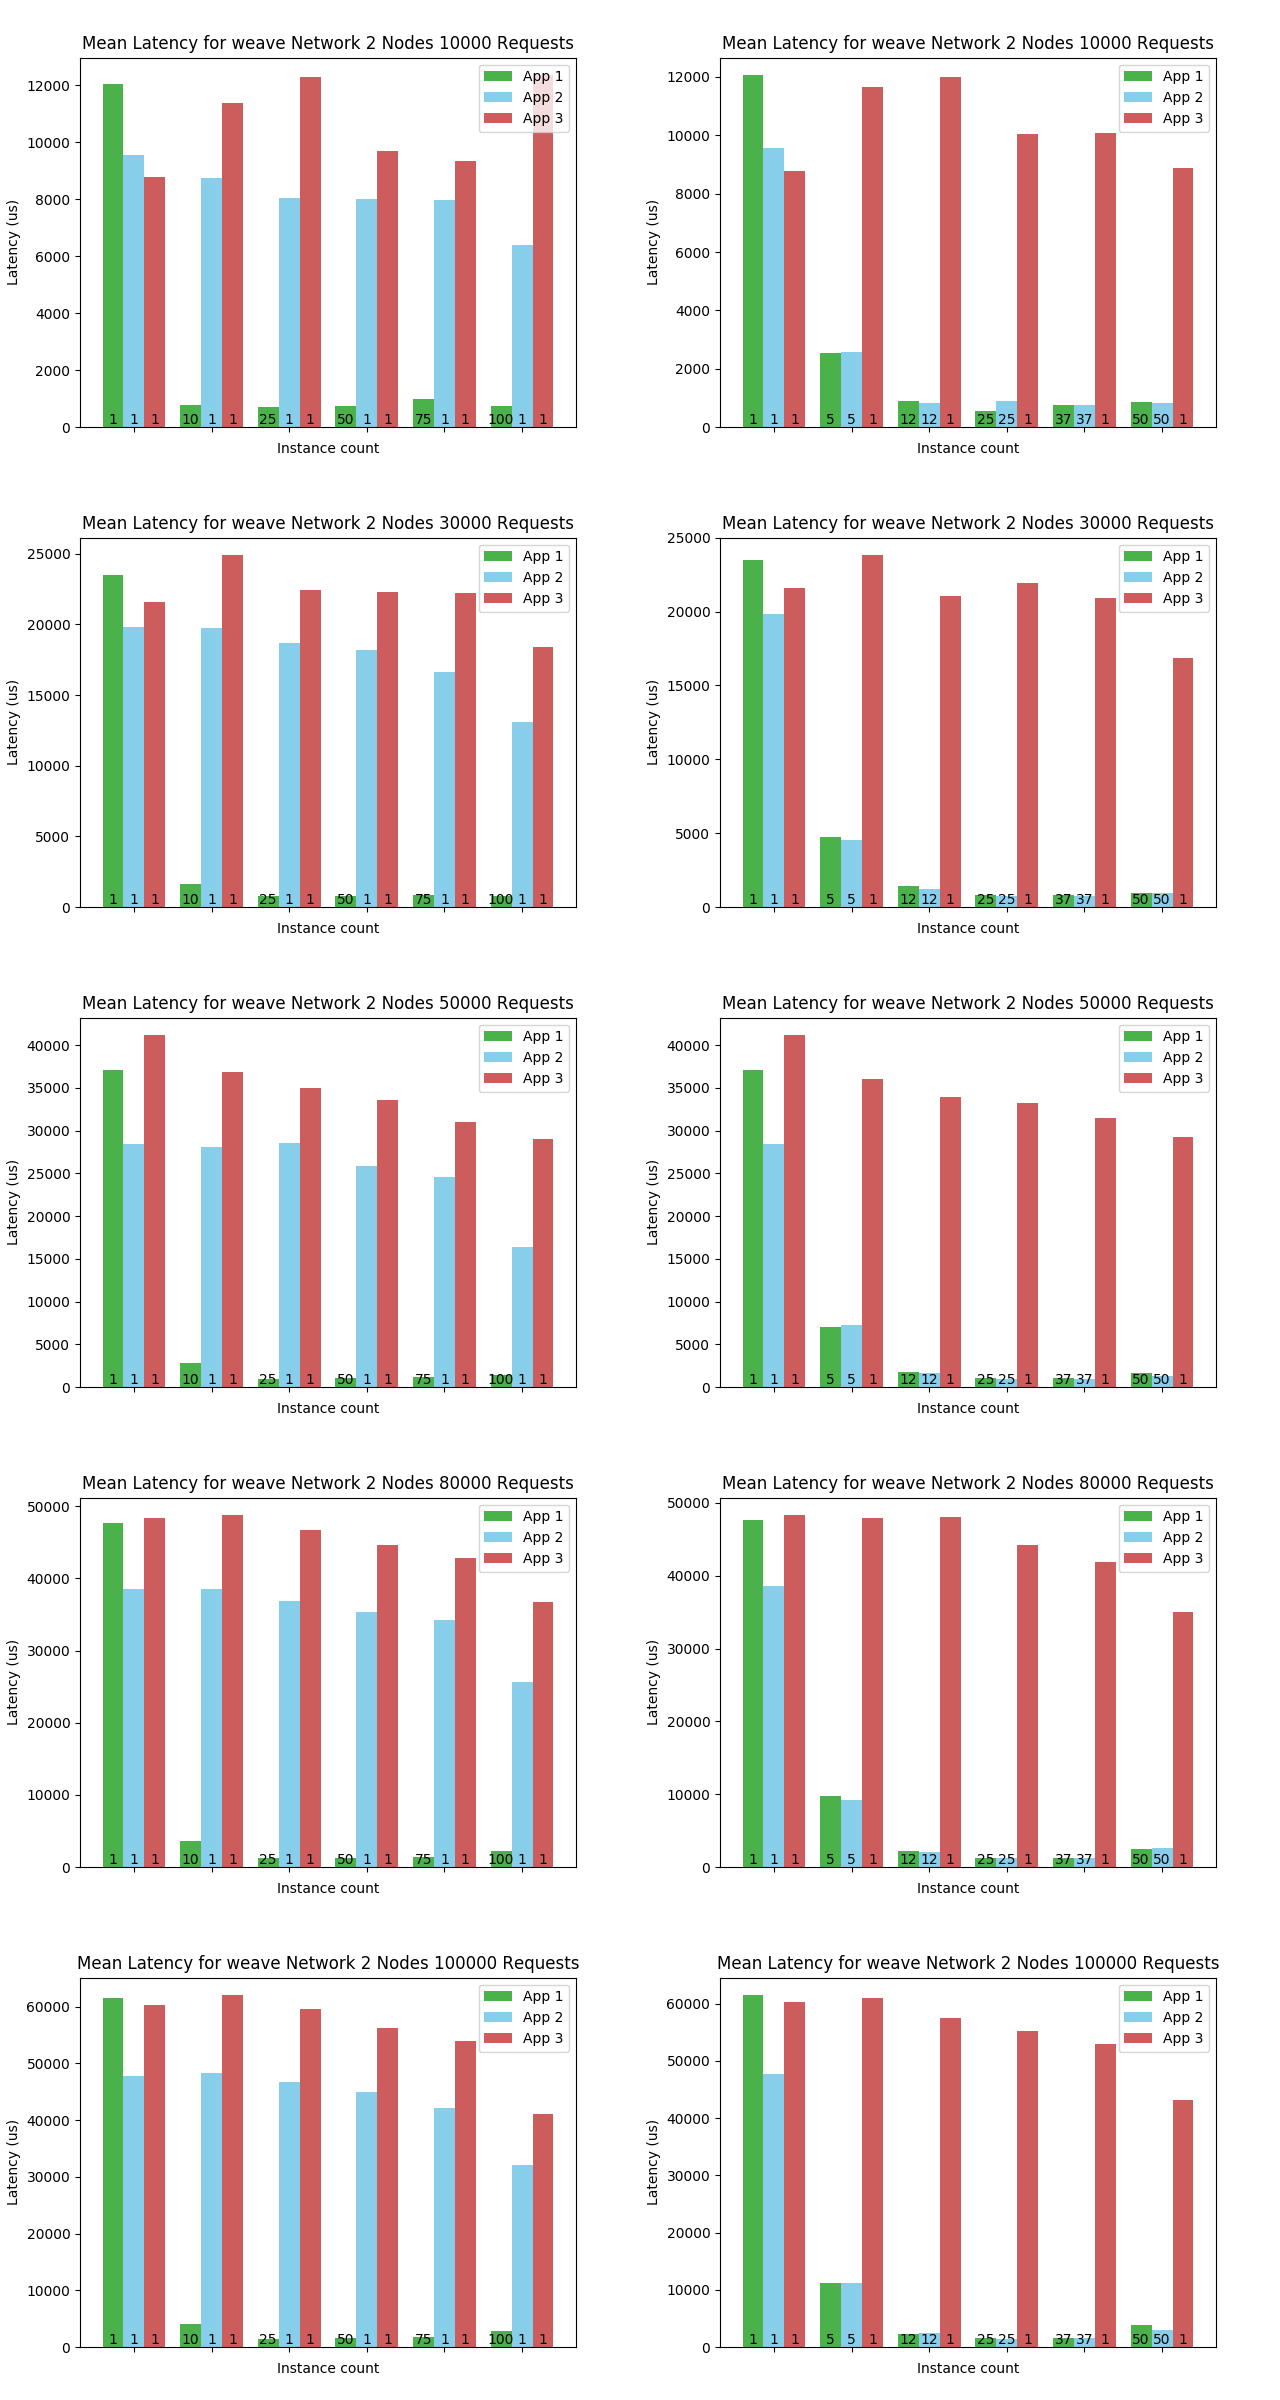 Mean Latency for weave Network 2 Nodes 10000 Requests
App 1
App 2
App 3
12000
10000
8000
6000
4000
2000
0
Latency (us)
1 1 1 10 1 1 25 1 1 50 1 1 75 1 1 100 1 1
Instance count
Mean Latency for weave Network 2 Nodes 10000 Requests
App 1
App 2
App 3
12000
10000
8000
6000
4000
2000
0
Latency (us)
1 1 1 5 5 1 12 12 1 25 25 1 37 37 1 50 50 1
Instance count
Mean Latency for weave Network 2 Nodes 30000 Requests
App 1
App 2
App 3
25000
20000
15000
10000
5000
0
Latency (us)
1 1 1 10 1 1 25 1 1 50 1 1 75 1 1 100 1 1
Instance count
Mean Latency for weave Network 2 Nodes 30000 Requests
App 1
App 2
App 3
25000
20000
15000
10000
5000
0
Latency (us)
1 1 1 5 5 1 12 12 1 25 25 1 37 37 1 50 50 1
Instance count
Mean Latency for weave Network 2 Nodes 50000 Requests
App 1
App 2
App 3
40000
35000
30000
25000
20000
15000
10000
5000
0
Latency (us)
1 1 1 10 1 1 25 1 1 50 1 1 75 1 1 100 1 1
Instance count
Mean Latency for weave Network 2 Nodes 50000 Requests
App 1
App 2
App 3
40000
35000
30000
25000
20000
15000
10000
5000
0
Latency (us)
1 1 1 5 5 1 12 12 1 25 25 1 37 37 1 50 50 1
Instance count
Mean Latency for weave Network 2 Nodes 80000 Requests
App 1
App 2
App 3
50000
40000
30000
20000
10000
0
Latency (us)
1 1 1 10 1 1 25 1 1 50 1 1 75 1 1 100 1 1
Instance count
Mean Latency for weave Network 2 Nodes 80000 Requests
App 1
App 2
App 3
50000
40000
30000
20000
10000
0
Latency (us)
1 1 1 5 5 1 12 12 1 25 25 1 37 37 1 50 50 1
Instance count
Mean Latency for weave Network 2 Nodes 100000 Requests
App 1
App 2
App 3
60000
50000
40000
30000
20000
10000
0
Latency (us)
1 1 1 10 1 1 25 1 1 50 1 1 75 1 1 100 1 1
Instance count
Mean Latency for weave Network 2 Nodes 100000 Requests
App 1
App 2
App 3
60000
50000
40000
30000
20000
10000
0
Latency (us)
1 1 1 5 5 1 12 12 1 25 25 1 37 37 1 50 50 1
Instance count